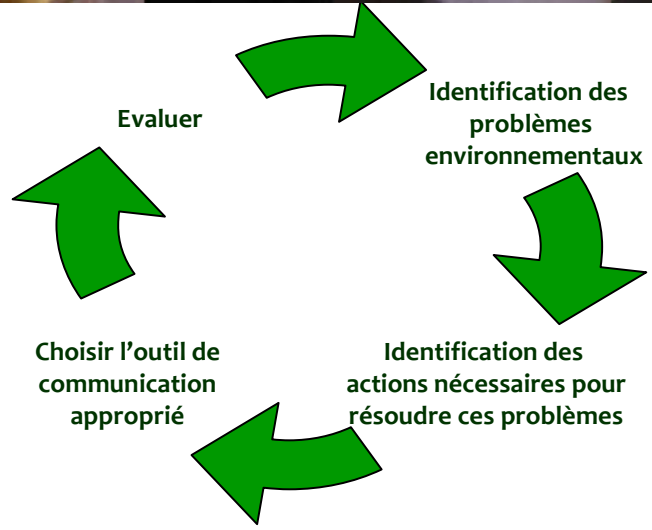 Evaluer
Identification des
problèmes
environnementaux
Identification des
actions nécessaires pour
résoudre ces problèmes
Choisir l’outil de
communication
approprié